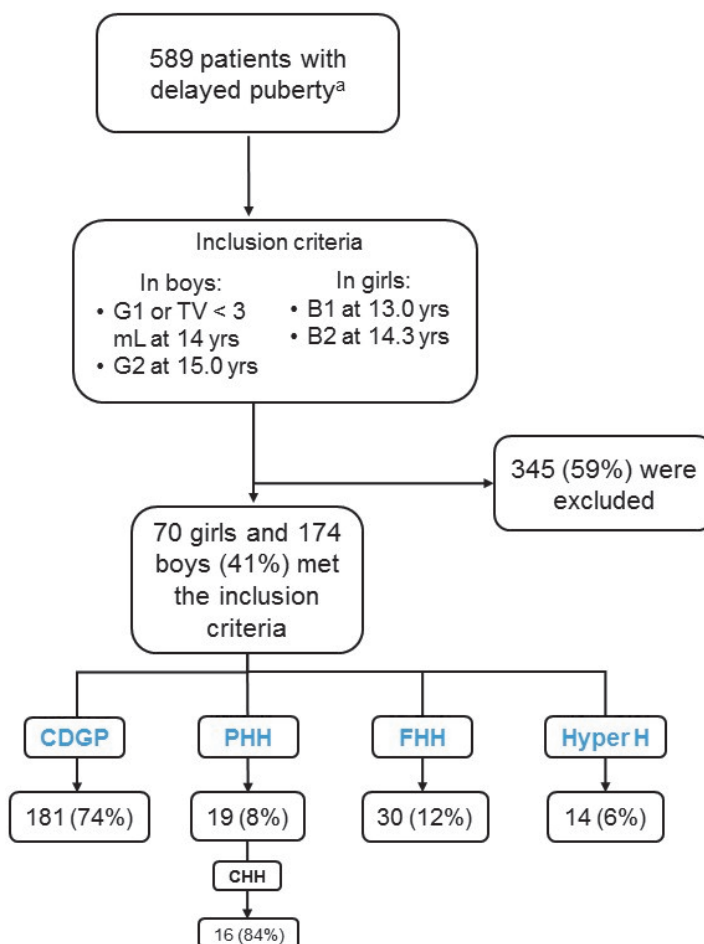 589 patients with
delayed pubertyᵃ
Inclusion criteria
In boys:
• G1 or TV < 3
mL at 14 yrs
• G2 at 15.0 yrs
In girls:
• B1 at 13.0 yrs
• B2 at 14.3 yrs
345 (59%) were
excluded
70 girls and 174
boys (41%) met
the inclusion
criteria
CDGP
PHH
FHH
Hyper H
181 (74%)
19 (8%)
30 (12%)
14 (6%)
CHH
16 (84%)